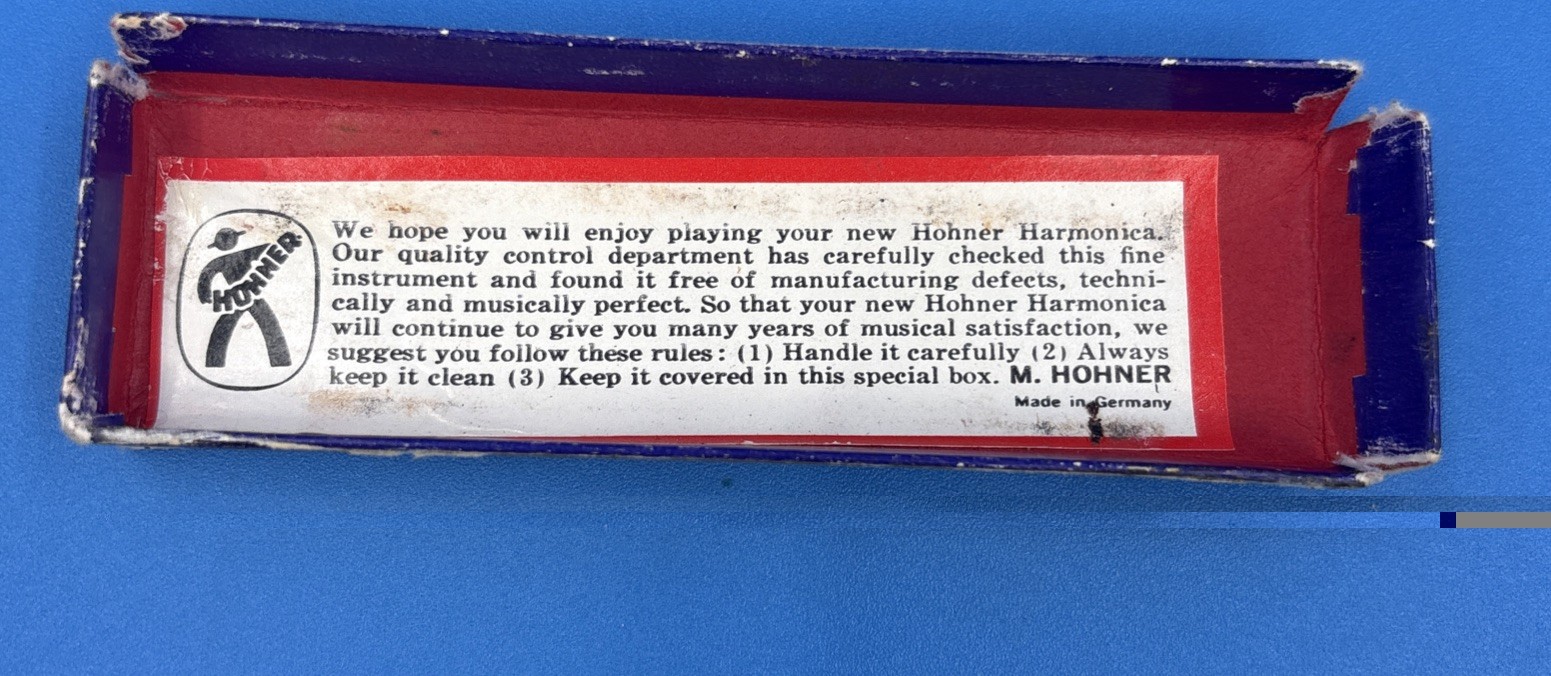 HOHNER
We hope you will enjoy playing your new Hohner Harmonica.
Our quality control department has carefully checked this fine
instrument and found it free of manufacturing defects, techni-
cally and musically perfect. So that your new Hohner Harmonica
will continue to give you many years of musical satisfaction, we
suggest you follow these rules: (1) Handle it carefully (2) Always
keep it clean (3) Keep it covered in this special box. M. HOHNER
Made in Germany